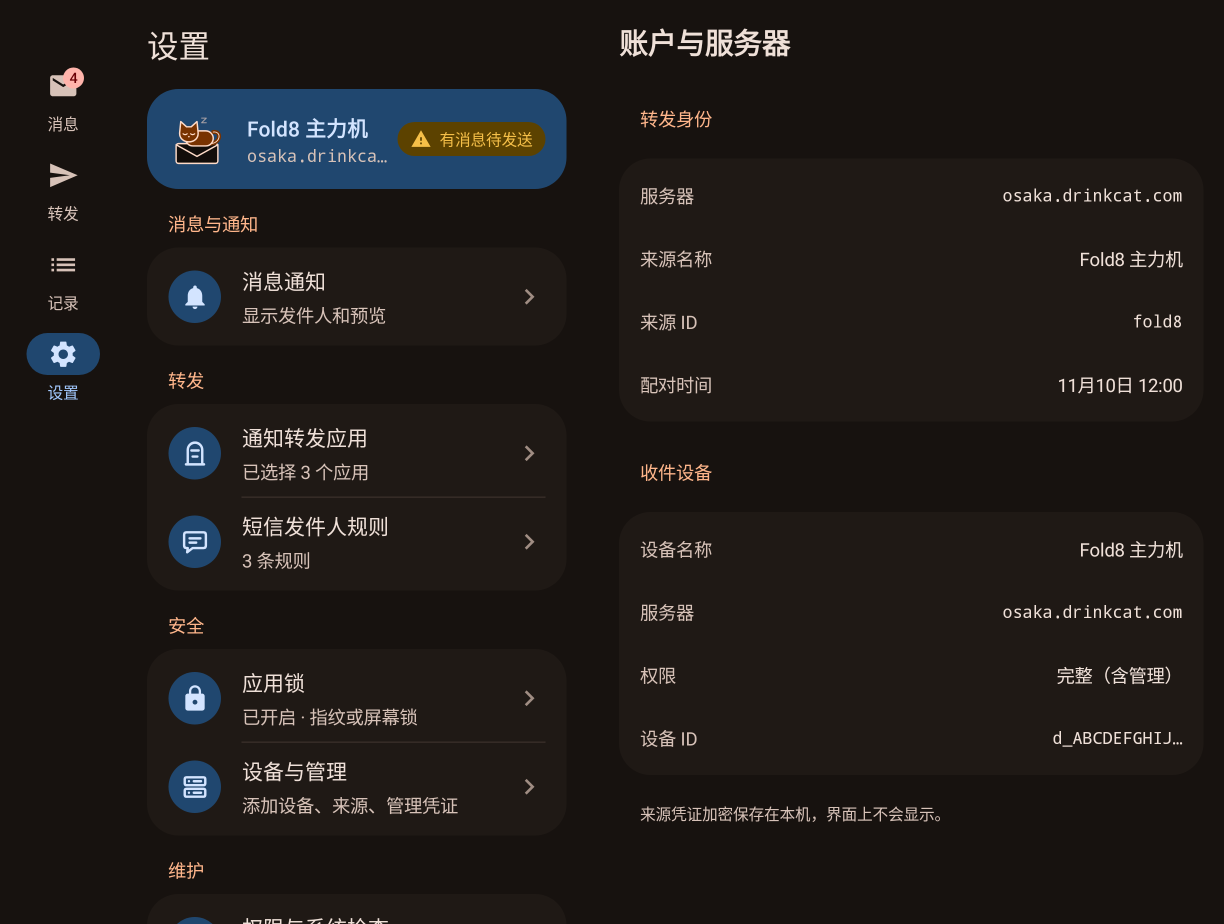 4
消息
转发
记录
设置
设置
z
Fold8 主力机
osaka.drinkca…
有消息待发送
消息与通知
消息通知
显示发件人和预览
转发
通知转发应用
已选择 3 个应用
短信发件人规则
3 条规则
安全
应用锁
已开启 · 指纹或屏幕锁
设备与管理
添加设备、来源、管理凭证
维护
权限与系统检查
账户与服务器
转发身份
服务器
osaka.drinkcat.com
来源名称
Fold8 主力机
来源 ID
fold8
配对时间
11月10日 12:00
收件设备
设备名称
Fold8 主力机
服务器
osaka.drinkcat.com
权限
完整（含管理）
设备 ID
d_ABCDEFGHIJ…
来源凭证加密保存在本机，界面上不会显示。